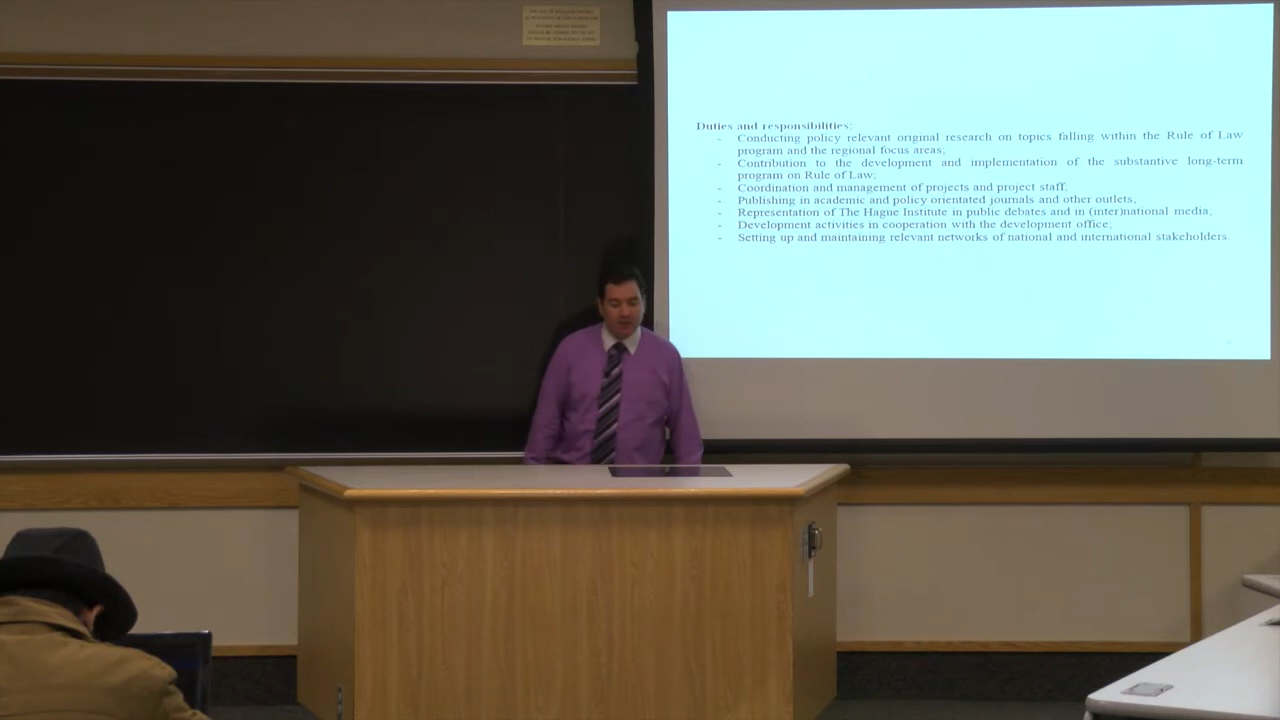 Duties and responsibilities:
- Conducting policy relevant original research on topics falling within the Rule of Law
program and the regional focus areas;
- Contribution to the development and implementation of the substantive long-term
program on Rule of Law;
- Coordination and management of projects and project staff;
- Publishing in academic and policy orientated journals and other outlets,
- Representation of The Hague Institute in public debates and in (inter)national media;
- Development activities in cooperation with the development office;
- Setting up and maintaining relevant networks of national and international stakeholders.